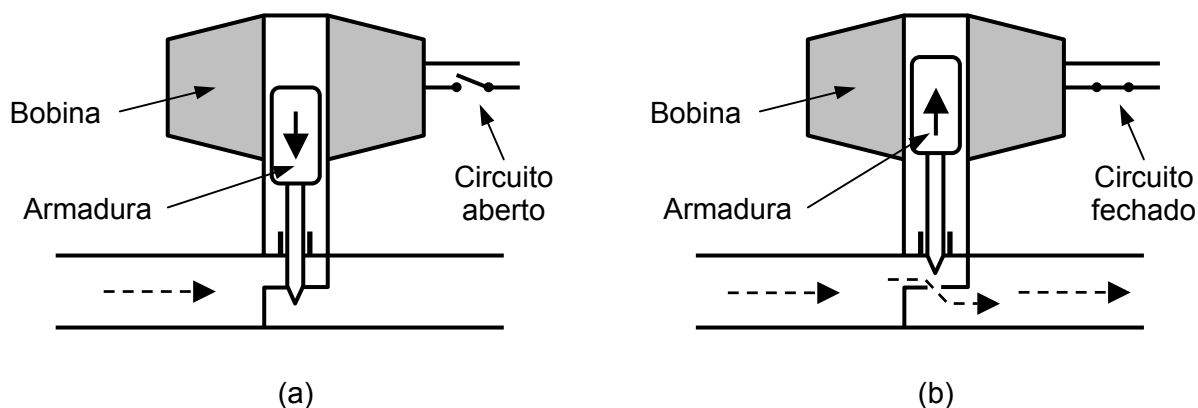 Bobina
Armadura
Circuito
aberto
(a)
Bobina
Armadura
Circuito
fechado
(b)